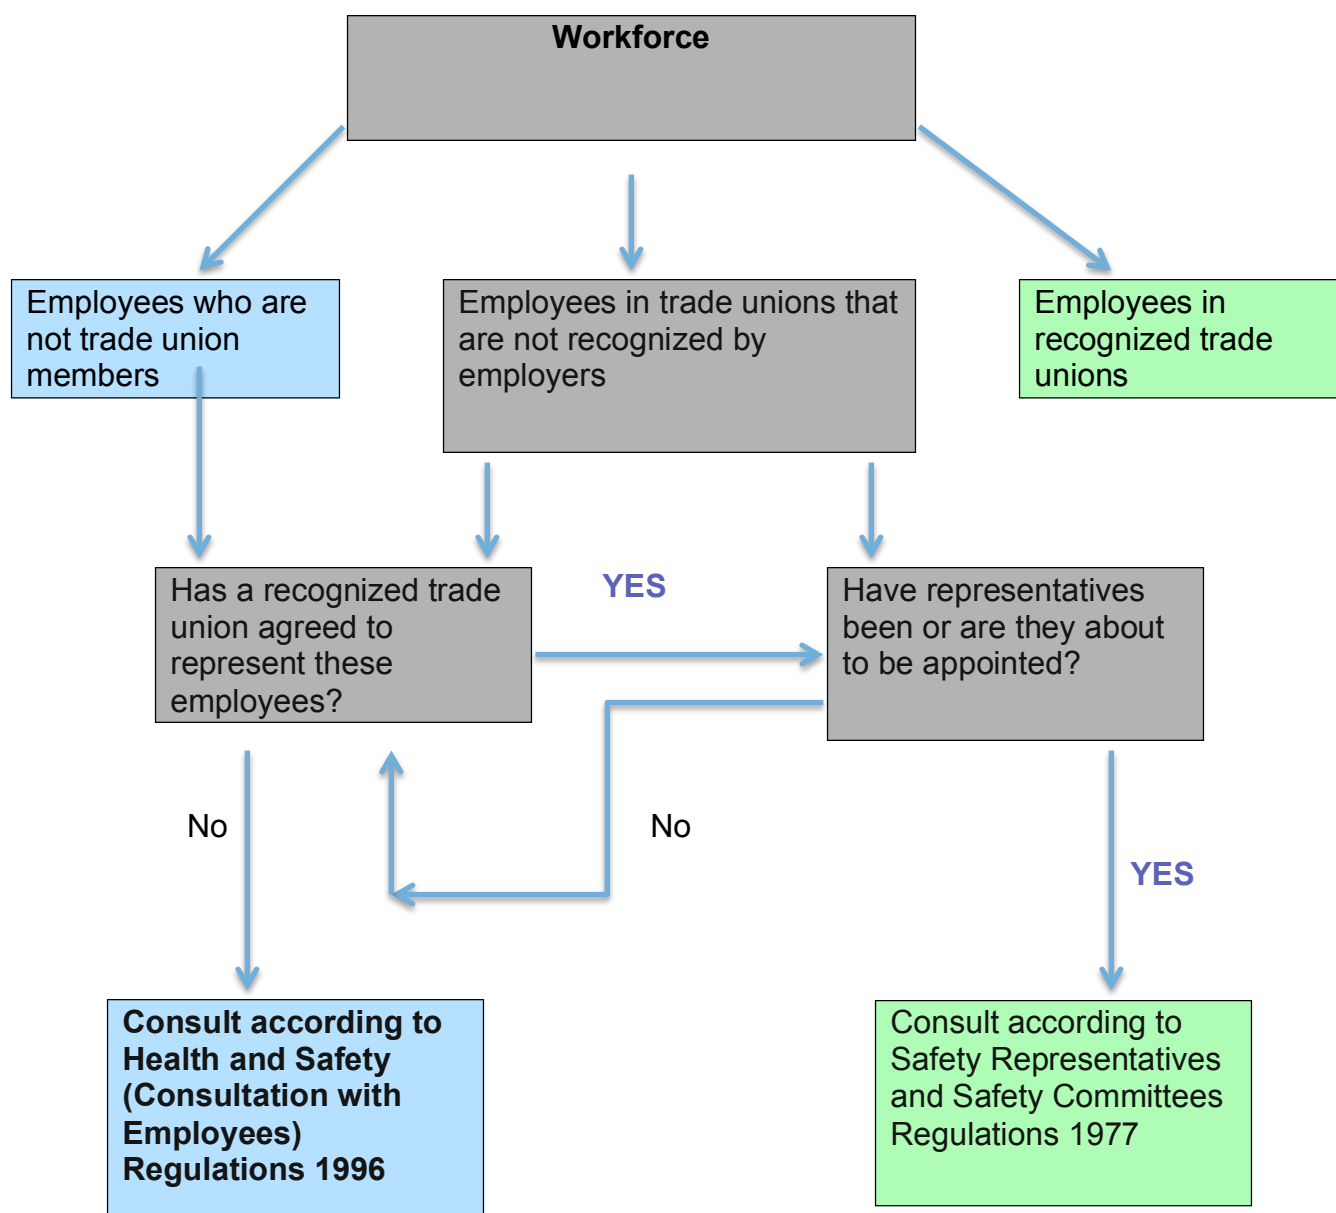 Workforce
Employees who are
not trade union
members
Employees in trade unions that
are not recognized by
employers
Employees in
recognized trade
unions
Has a recognized trade
union agreed to
represent these
employees?
YES
Have representatives
been or are they about
to be appointed?
No
No
YES
Consult according to
Health and Safety
(Consultation with
Employees)
Regulations 1996
Consult according to
Safety Representatives
and Safety Committees
Regulations 1977